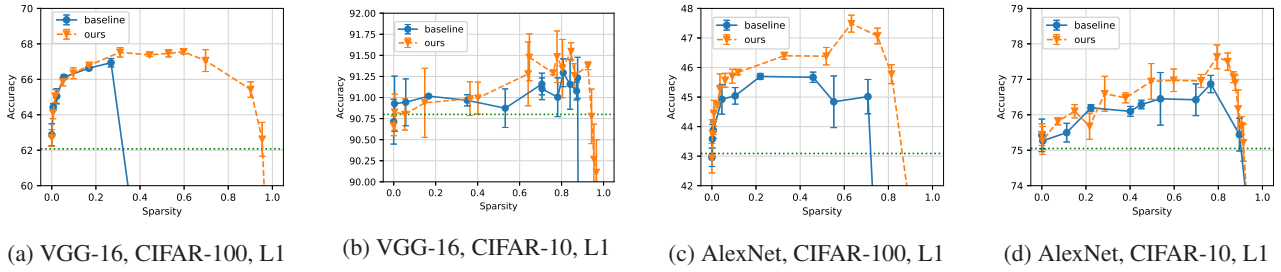 70
68
66
64
62
60
Accuracy
baseline
ours
0.0 0.2 0.4 0.6 0.8 1.0
Sparsity
(a) VGG-16, CIFAR-100, L1
92.00
91.75
91.50
91.25
91.00
90.75
90.50
90.25
90.00
Accuracy
baseline
ours
0.0 0.2 0.4 0.6 0.8 1.0
Sparsity
(b) VGG-16, CIFAR-10, L1
48
47
46
45
44
43
42
Accuracy
baseline
ours
0.0 0.2 0.4 0.6 0.8 1.0
Sparsity
(c) AlexNet, CIFAR-100, L1
79
78
77
76
75
74
Accuracy
baseline
ours
0.0 0.2 0.4 0.6 0.8 1.0
Sparsity
(d) AlexNet, CIFAR-10, L1